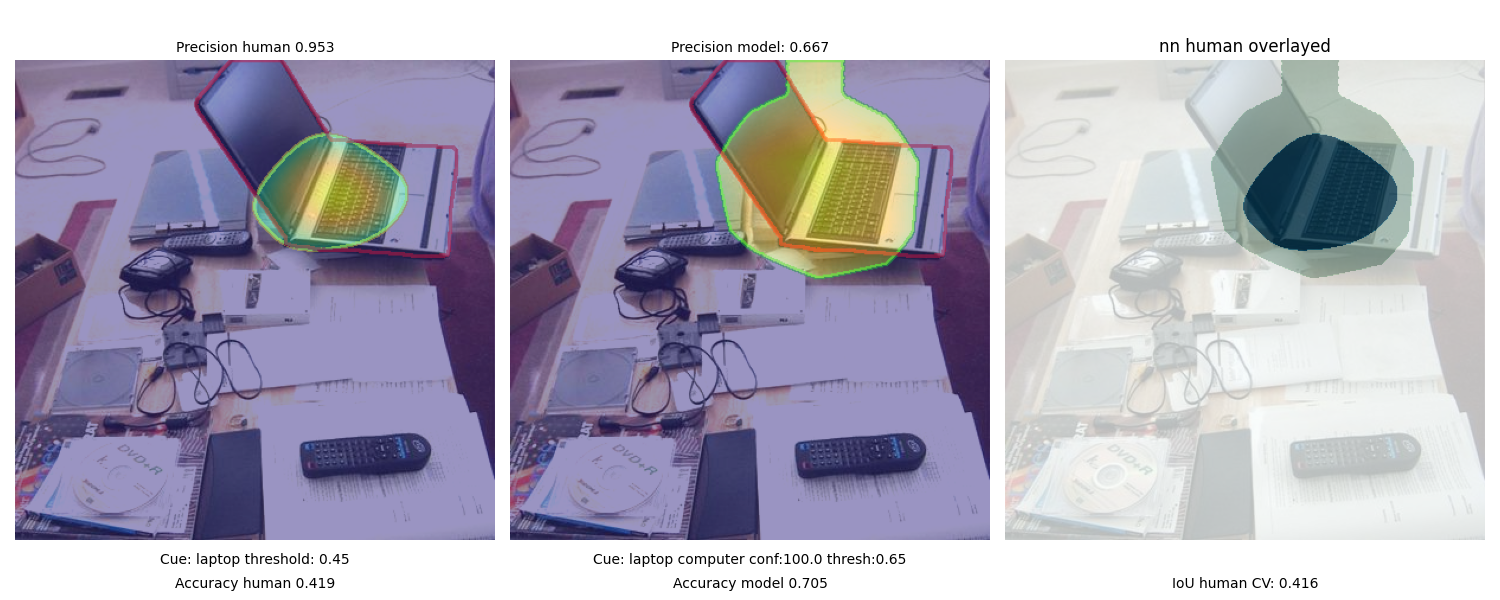 Precision human 0.953
Precision model: 0.667
nn human overlayed
DVD+R
DVD+R
DVD+R
Cue: laptop threshold: 0.45
Accuracy human 0.419
Cue: laptop computer conf:100.0 thresh:0.65
Accuracy model 0.705
IoU human CV: 0.416